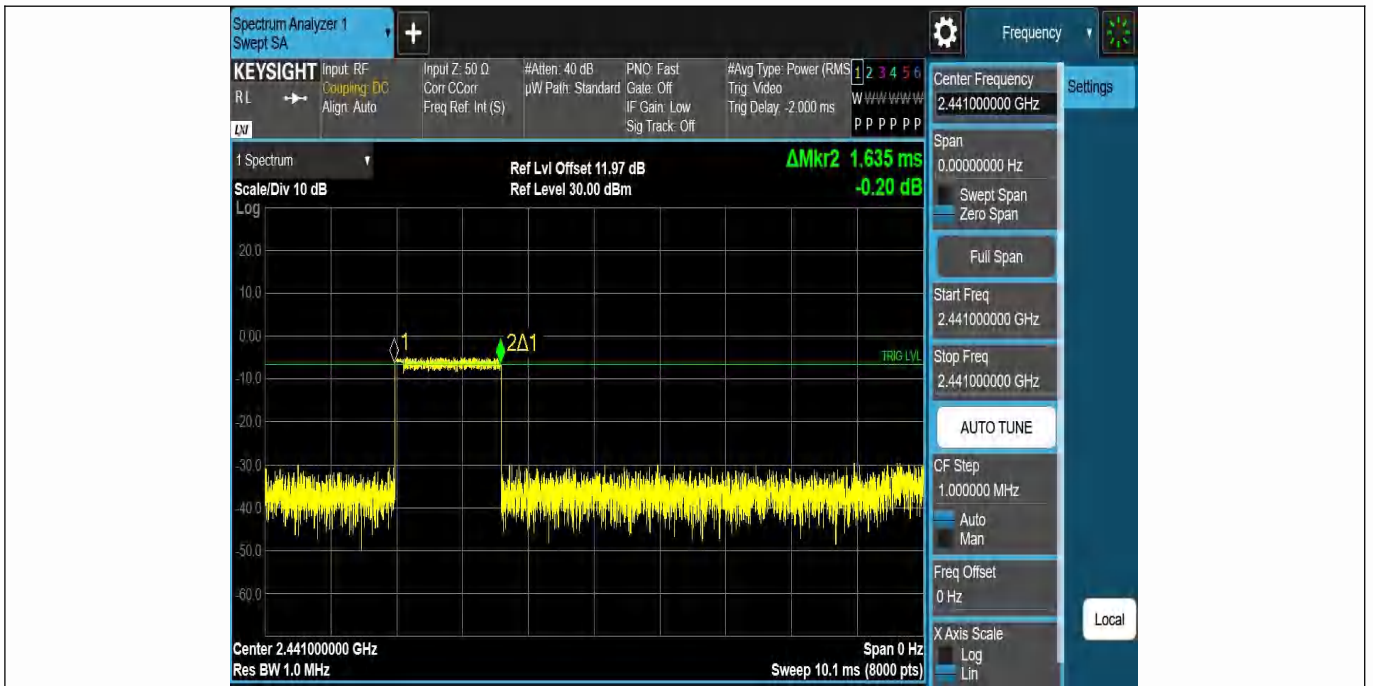 Spectrum Analyzer 1
Swept SA
+
Frequency
KEYSIGHT
R L
LXI
Input: RF
Coupling: DC
Align: Auto
Input Z: 50 Ω
Corr CCorr
Freq Ref: Int (S)
#Atten: 40 dB
µW Path: Standard
PNO: Fast
Gate: Off
IF Gain: Low
Sig Track: Off
#Avg Type: Power (RMS
Trig: Video
Trig Delay: -2.000 ms
1 2 3 4 5 6
W W W W W W
P P P P P P
1 Spectrum
Scale/Div 10 dB
Log
Ref Lvl Offset 11.97 dB
Ref Level 30.00 dBm
ΔMkr2 1.635 ms
-0.20 dB
20.0
10.0
0.00
-10.0
-20.0
-30.0
-40.0
-50.0
-60.0
1
2Δ1
TRIG LVL
Center 2.441000000 GHz
Res BW 1.0 MHz
Span 0 Hz
Sweep 10.1 ms (8000 pts)
Center Frequency
2.441000000 GHz
Settings
Span
0.00000000 Hz
Swept Span
Zero Span
Full Span
Start Freq
2.441000000 GHz
Stop Freq
2.441000000 GHz
AUTO TUNE
CF Step
1.000000 MHz
Auto
Man
Freq Offset
0 Hz
X Axis Scale
Log
Lin
Local